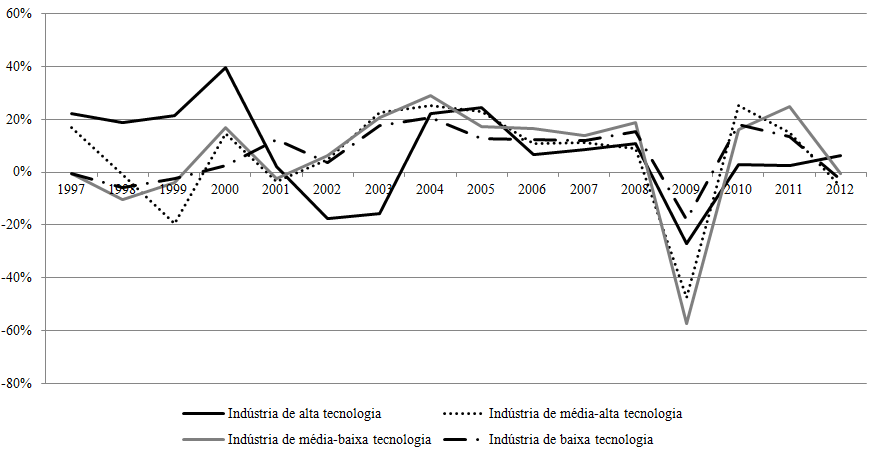 60%
40%
20%
0%
-20%
-40%
-60%
-80%
1997 1998 1999 2000 2001 2002 2003 2004 2005 2006 2007 2008 2009 2010 2011 2012
Indústria de alta tecnologia Indústria de média-alta tecnologia
Indústria de média-baixa tecnologia Indústria de baixa tecnologia